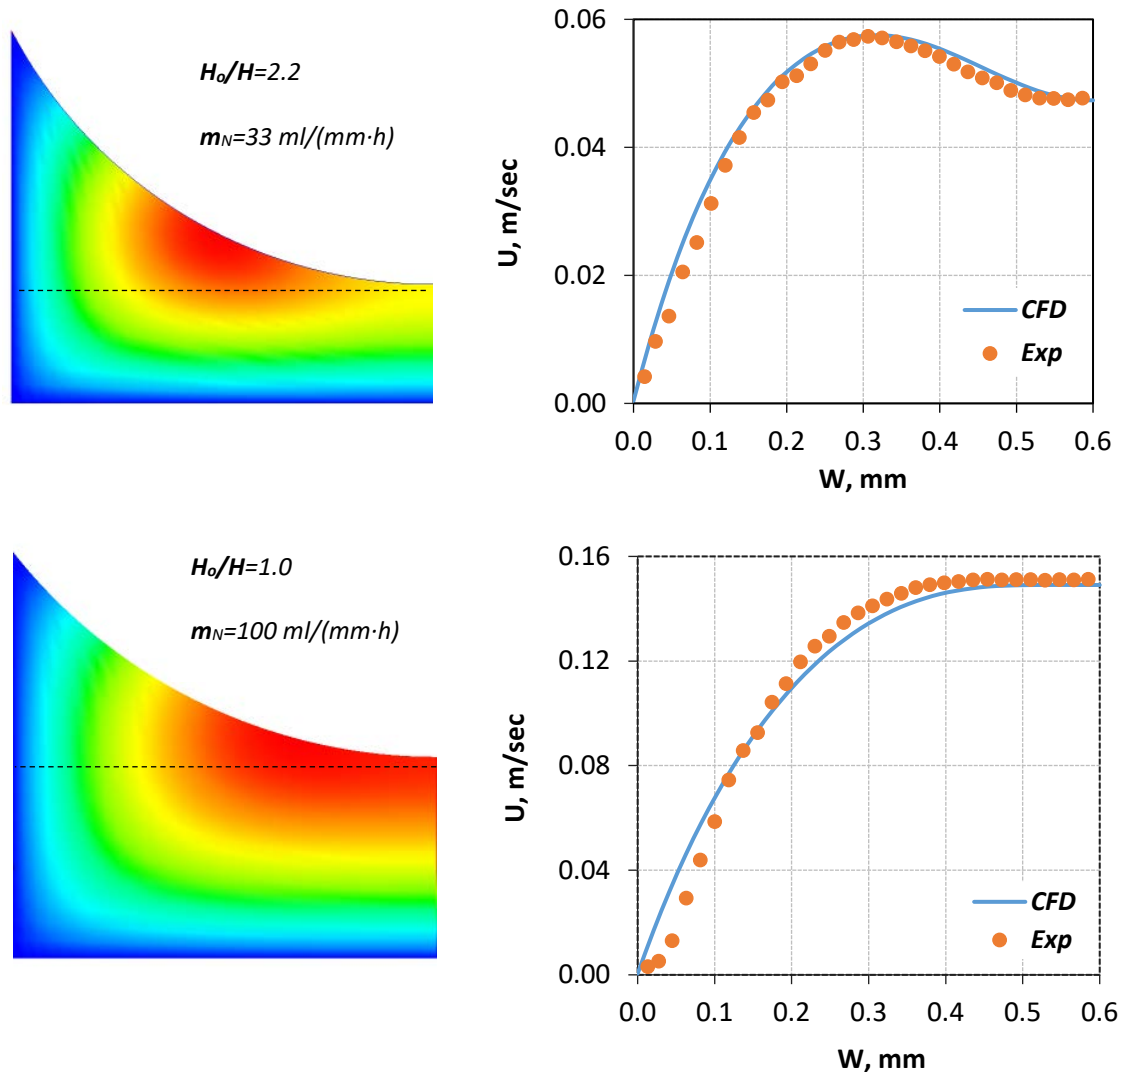 Hₒ/H=2.2
m_N=33 ml/(mm·h)
U, m/sec
0.06
0.04
0.02
0.00
CFD
Exp
0.0 0.1 0.2 0.3 0.4 0.5 0.6
W, mm
Hₒ/H=1.0
m_N=100 ml/(mm·h)
U, m/sec
0.16
0.12
0.08
0.04
0.00
CFD
Exp
0.0 0.1 0.2 0.3 0.4 0.5 0.6
W, mm